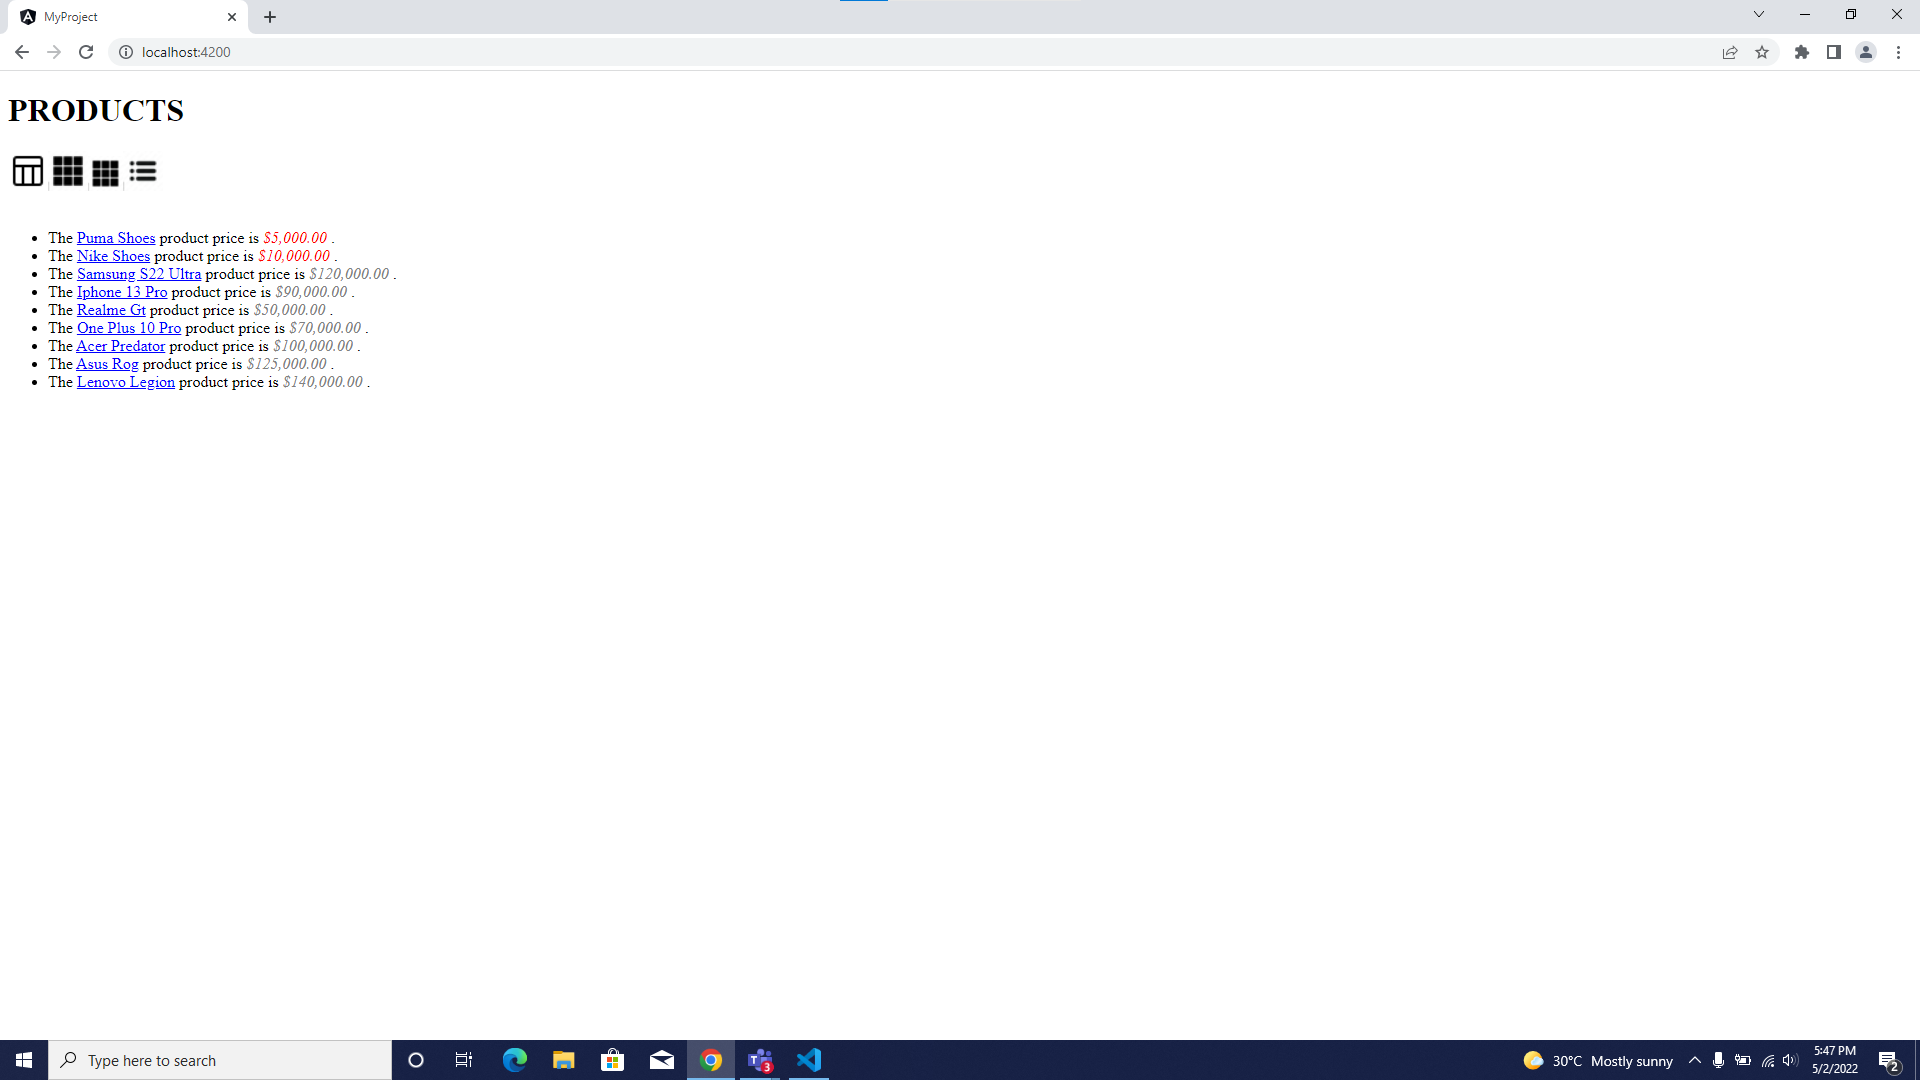 MyProject
localhost:4200
PRODUCTS
The Puma Shoes product price is $5,000.00 .
The Nike Shoes product price is $10,000.00 .
The Samsung S22 Ultra product price is $120,000.00 .
The Iphone 13 Pro product price is $90,000.00 .
The Realme Gt product price is $50,000.00 .
The One Plus 10 Pro product price is $70,000.00 .
The Acer Predator product price is $100,000.00 .
The Asus Rog product price is $125,000.00 .
The Lenovo Legion product price is $140,000.00 .
Type here to search
T
3
30°C Mostly sunny
5:47 PM
5/2/2022
2